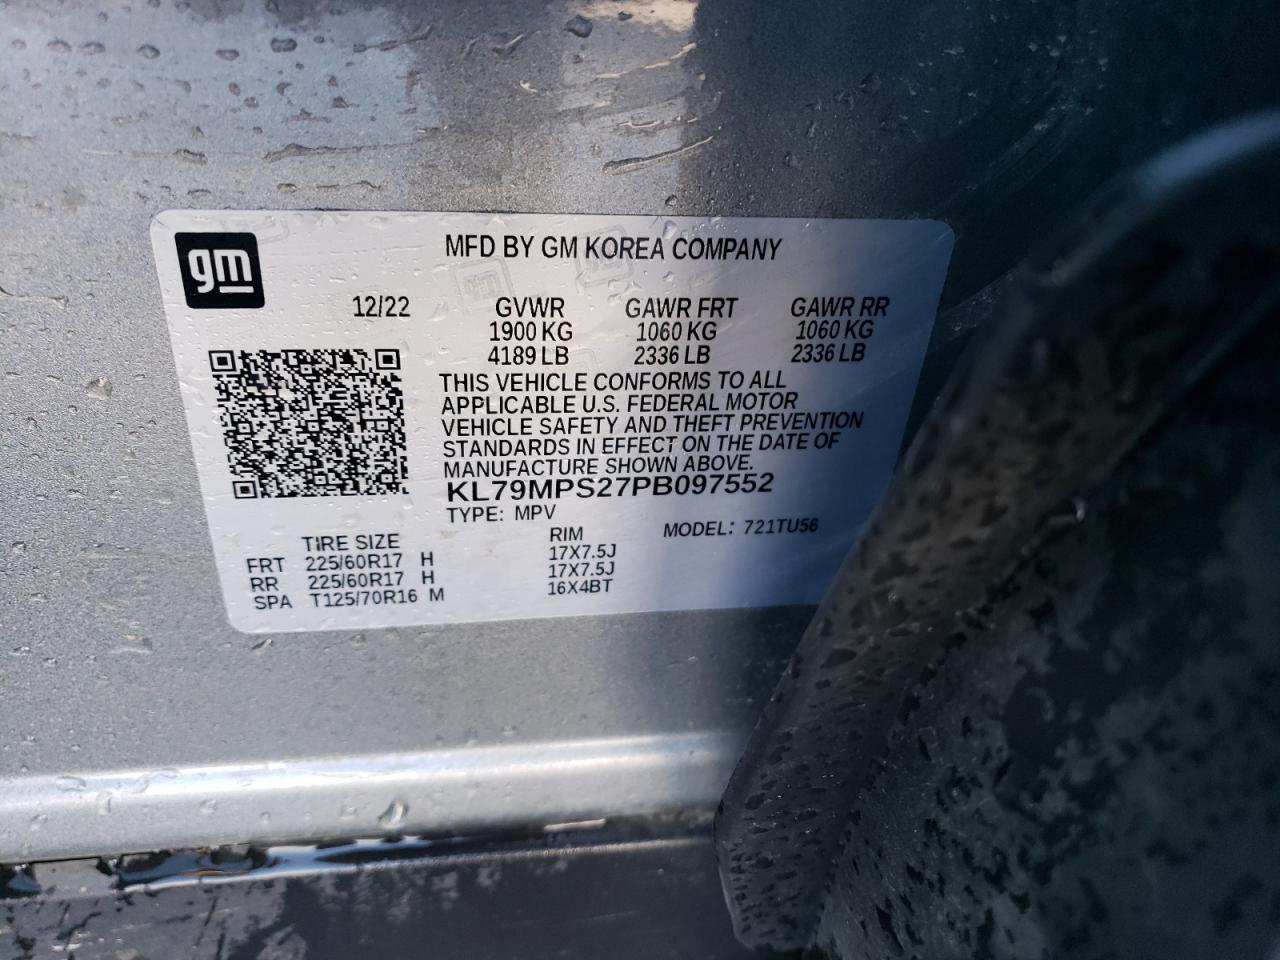 gm
MFD BY GM KOREA COMPANY
12/22 GVWR GAWR FRT GAWR RR
1900 KG 1060 KG 1060 KG
4189 LB 2336 LB 2336 LB
THIS VEHICLE CONFORMS TO ALL
APPLICABLE U.S. FEDERAL MOTOR
VEHICLE SAFETY AND THEFT PREVENTION
STANDARDS IN EFFECT ON THE DATE OF
MANUFACTURE SHOWN ABOVE.
KL79MPS27PB097552
TYPE: MPV MODEL: 721TU56
TIRE SIZE RIM
FRT 225/60R17 H 17X7.5J
RR 225/60R17 H 17X7.5J
SPA T125/70R16 M 16X4BT